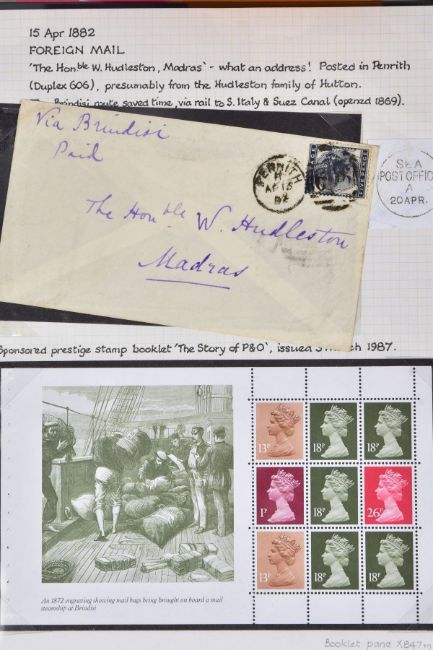 15 Apr 1882
FOREIGN MAIL
'The Honble W. Hudleston, Madras' - what an address! Posted in Penrith
(Duplex 606), presumably from the Hudleston family of Hutton.
Brindisi route saved time, via rail to S. Italy & Suez Canal (opened 1869).
Via Brindisi
Paid
PENRITH
A
AP 15
82
The Honble W. Hudleston
Madras
SEA
POST OFFIC
A
20 APR.
Sponsored prestige stamp booklet 'The Story of P&O', issued 3 March 1987.
13P 18P 18P
1P 18P 26P
13P 18P 18P
An 1872 engraving showing mail bags being brought on board a mail
steamship at Brindisi
Booklet pane X847m